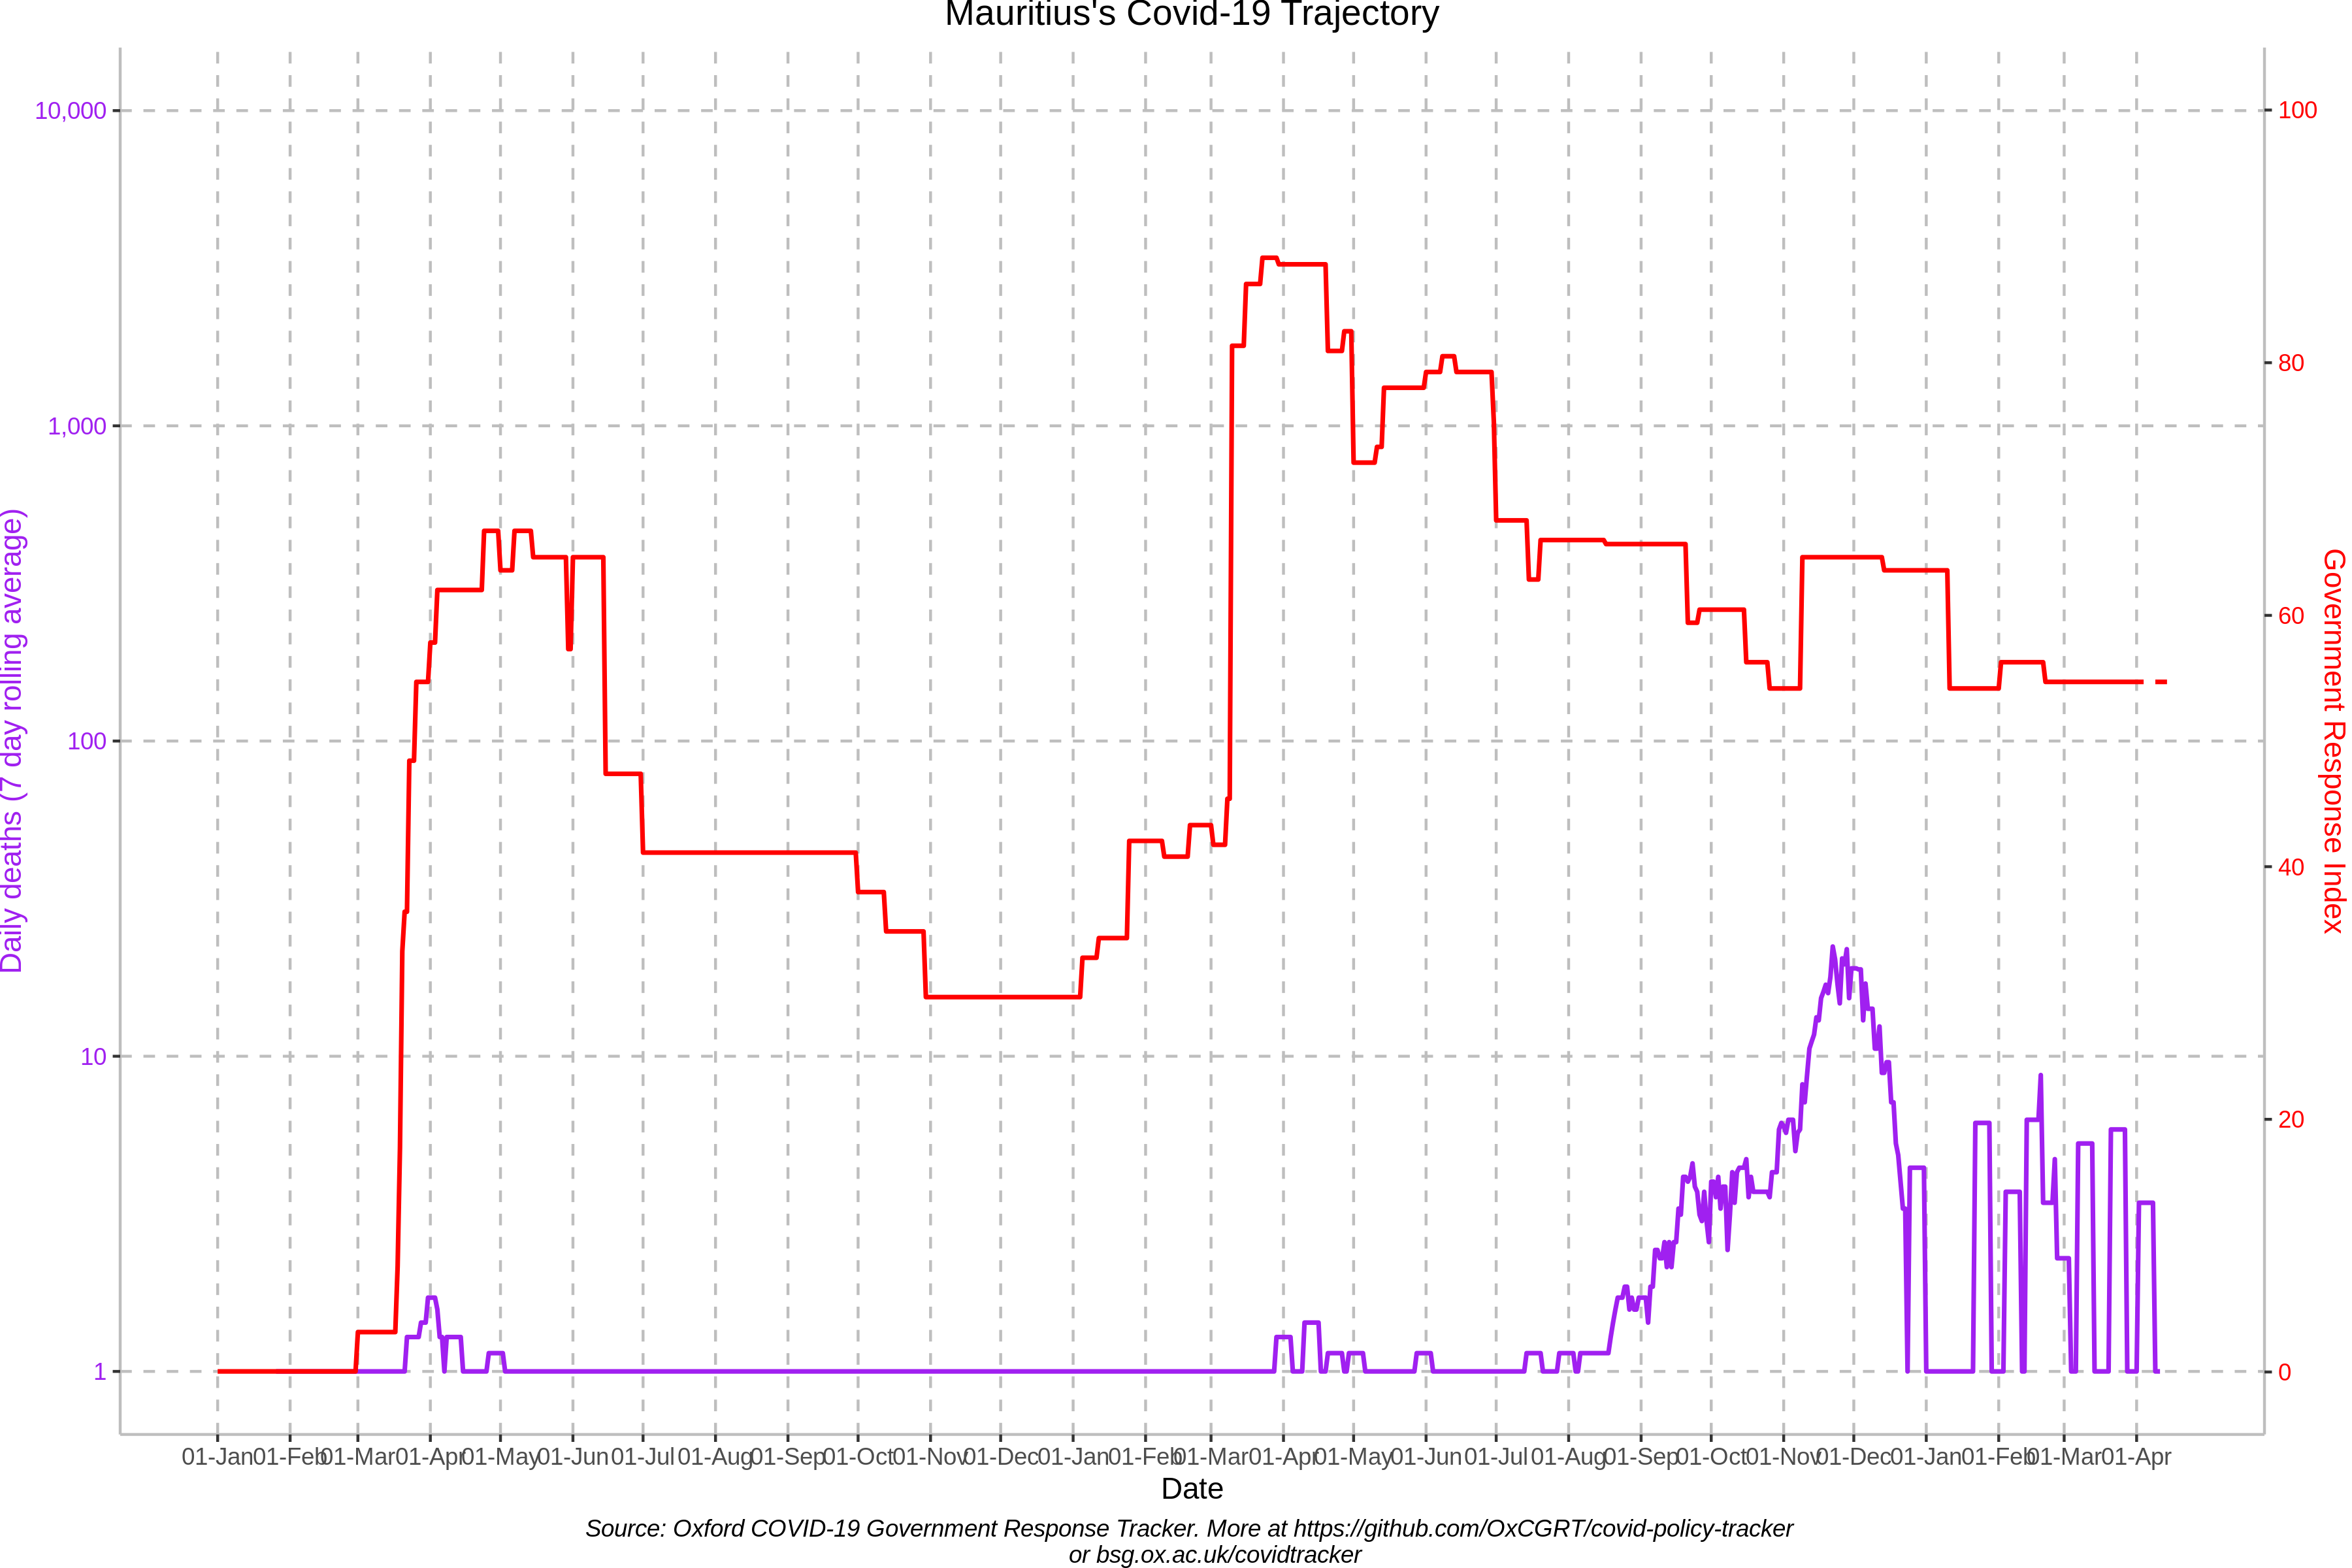 Mauritius's Covid-19 Trajectory
10,000
1,000
100
10
1
Daily deaths (7 day rolling average)
100
80
60
40
20
0
Government Response Index
01-Jan 01-Feb 01-Mar 01-Apr 01-May 01-Jun 01-Jul 01-Aug 01-Sep 01-Oct 01-Nov 01-Dec 01-Jan 01-Feb 01-Mar 01-Apr 01-May 01-Jun 01-Jul 01-Aug 01-Sep 01-Oct 01-Nov 01-Dec 01-Jan 01-Feb 01-Mar 01-Apr
Date
Source: Oxford COVID-19 Government Response Tracker. More at https://github.com/OxCGRT/covid-policy-tracker
or bsg.ox.ac.uk/covidtracker